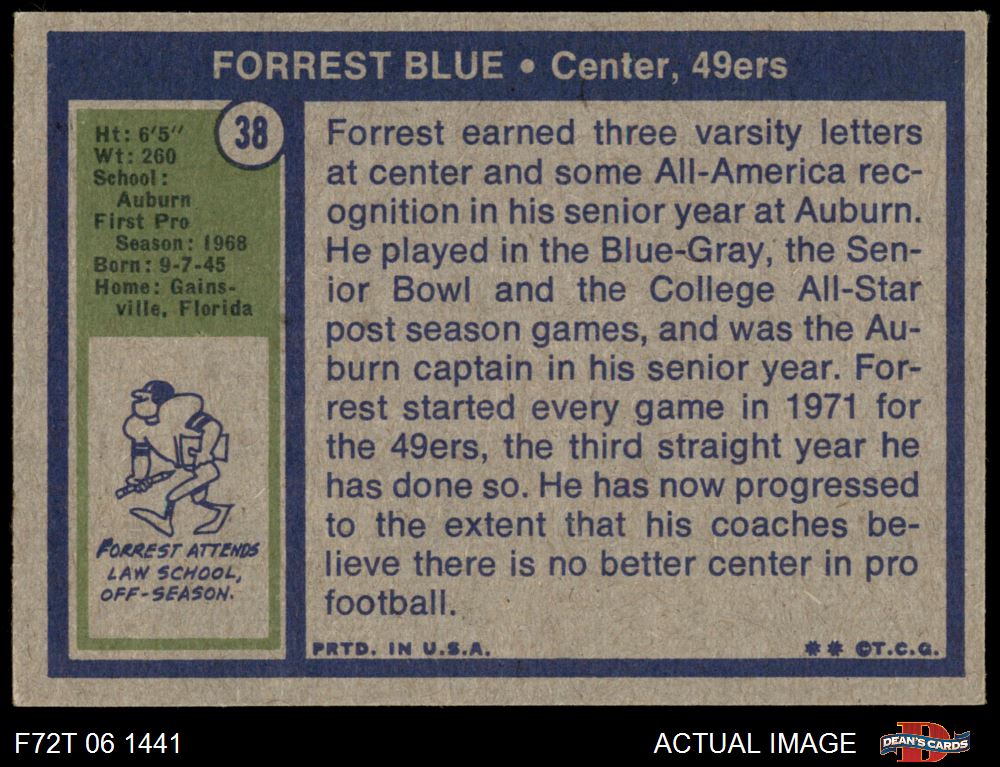 FORREST BLUE • Center, 49ers
38
Ht: 6'5"
Wt: 260
School:
Auburn
First Pro
Season: 1968
Born: 9-7-45
Home: Gains-
ville, Florida
FORREST ATTENDS
LAW SCHOOL,
OFF-SEASON.
Forrest earned three varsity letters
at center and some All-America rec-
ognition in his senior year at Auburn.
He played in the Blue-Gray, the Sen-
ior Bowl and the College All-Star
post season games, and was the Au-
burn captain in his senior year. For-
rest started every game in 1971 for
the 49ers, the third straight year he
has done so. He has now progressed
to the extent that his coaches be-
lieve there is no better center in pro
football.
PRTD. IN U.S.A.
** ©T.C.G.
F72T 06 1441
ACTUAL IMAGE
D
DEAN'S CARDS